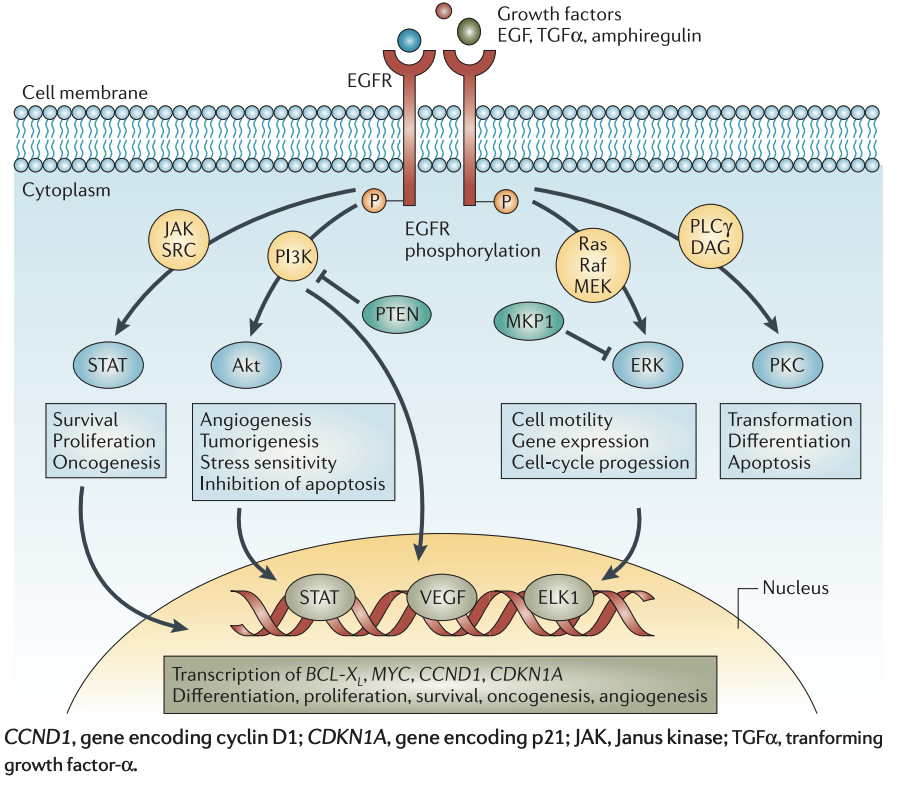 Growth factors
EGF, TGFα, amphiregulin
EGFR
Cell membrane
Cytoplasm
P
P
EGFR
phosphorylation
JAK
SRC
PI3K
PTEN
Ras
Raf
MEK
PLCγ
DAG
MKP1
STAT
Akt
ERK
PKC
Survival
Proliferation
Oncogenesis
Angiogenesis
Tumorigenesis
Stress sensitivity
Inhibition of apoptosis
Cell motility
Gene expression
Cell-cycle progession
Transformation
Differentiation
Apoptosis
STAT
VEGF
ELK1
Nucleus
Transcription of BCL-XL, MYC, CCND1, CDKN1A
Differentiation, proliferation, survival, oncogenesis, angiogenesis
CCND1, gene encoding cyclin D1; CDKN1A, gene encoding p21; JAK, Janus kinase; TGFα, tranforming
growth factor-α.